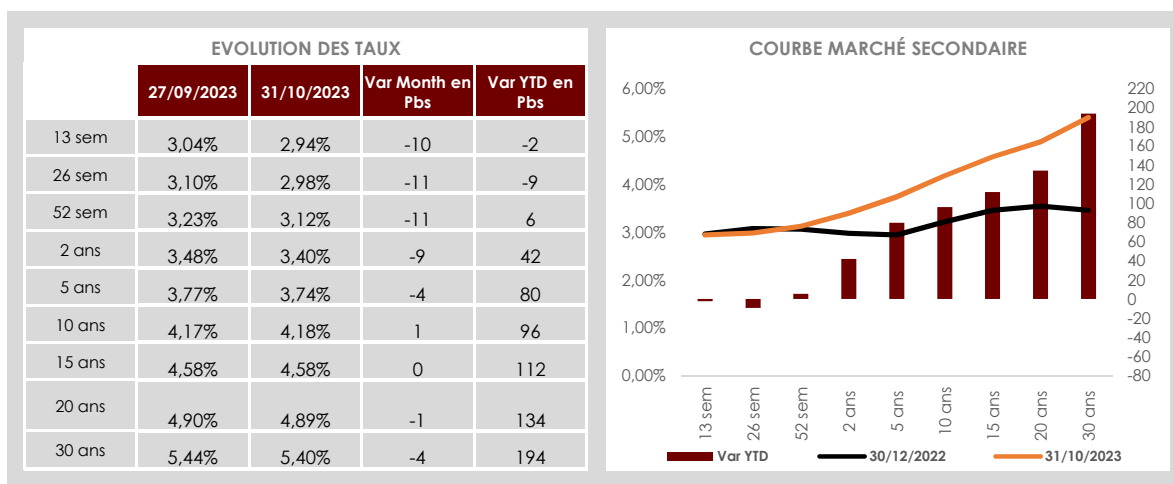 EVOLUTION DES TAUX
27/09/2023 31/10/2023 Var Month en Pbs Var YTD en Pbs
13 sem 3,04% 2,94% -10 -2
26 sem 3,10% 2,98% -11 -9
52 sem 3,23% 3,12% -11 6
2 ans 3,48% 3,40% -9 42
5 ans 3,77% 3,74% -4 80
10 ans 4,17% 4,18% 1 96
15 ans 4,58% 4,58% 0 112
20 ans 4,90% 4,89% -1 134
30 ans 5,44% 5,40% -4 194
COURBE MARCHÉ SECONDAIRE
6,00%
5,00%
4,00%
3,00%
2,00%
1,00%
0,00%
220
200
180
160
140
120
100
80
60
40
20
0
-20
-40
-60
-80
13 sem
26 sem
52 sem
2 ans
5 ans
10 ans
15 ans
20 ans
30 ans
Var YTD 30/12/2022 31/10/2023